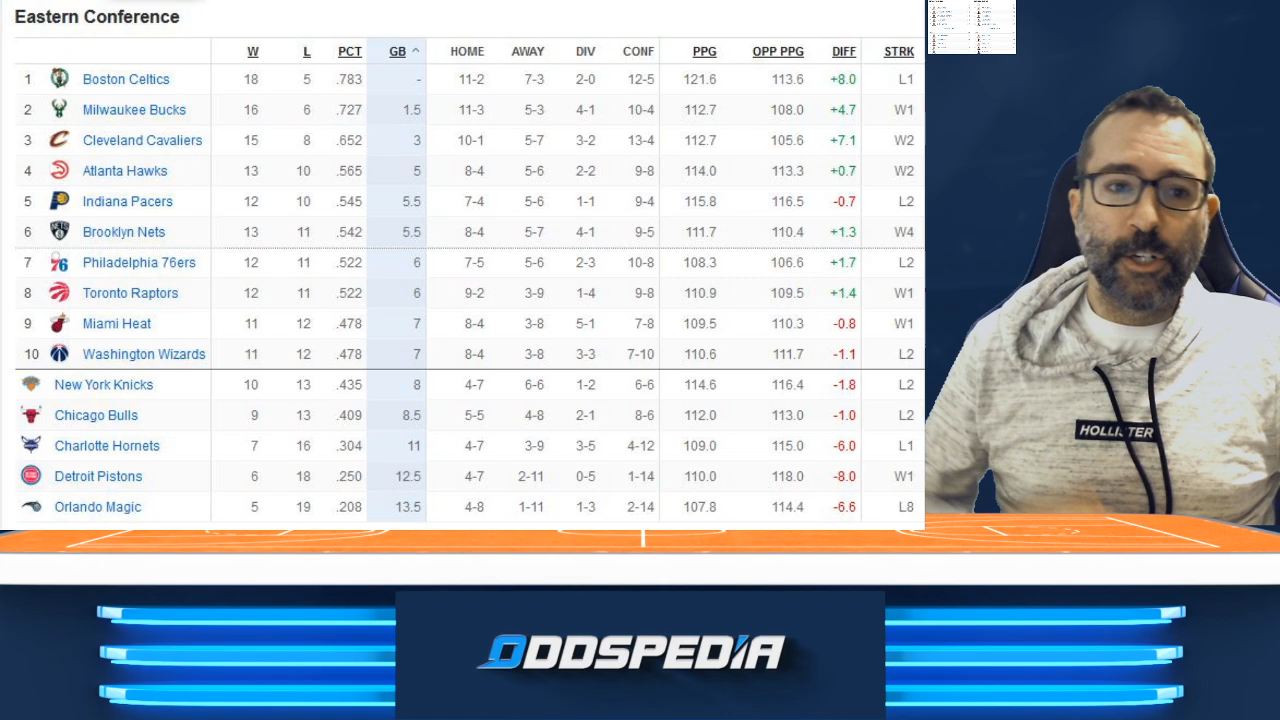 Eastern Conference
W L PCT GB HOME AWAY DIV CONF PPG OPP PPG DIFF STRK
1 Boston Celtics 18 5 .783 - 11-2 7-3 2-0 12-5 121.6 113.6 +8.0 L1
2 Milwaukee Bucks 16 6 .727 1.5 11-3 5-3 4-1 10-4 112.7 108.0 +4.7 W1
3 Cleveland Cavaliers 15 8 .652 3 10-1 5-7 3-2 13-4 112.7 105.6 +7.1 W2
4 Atlanta Hawks 13 10 .565 5 8-4 5-6 2-2 9-8 114.0 113.3 +0.7 W2
5 Indiana Pacers 12 10 .545 5.5 7-4 5-6 1-1 9-4 115.8 116.5 -0.7 L2
6 Brooklyn Nets 13 11 .542 5.5 8-4 5-7 4-1 9-5 111.7 110.4 +1.3 W4
7 Philadelphia 76ers 12 11 .522 6 7-5 5-6 2-3 10-8 108.3 106.6 +1.7 L2
8 Toronto Raptors 12 11 .522 6 9-2 3-9 1-4 9-8 110.9 109.5 +1.4 W1
9 Miami Heat 11 12 .478 7 8-4 3-8 5-1 7-8 109.5 110.3 -0.8 W1
10 Washington Wizards 11 12 .478 7 8-4 3-8 3-3 7-10 110.6 111.7 -1.1 L2
New York Knicks 10 13 .435 8 4-7 6-6 1-2 6-6 114.6 116.4 -1.8 L2
Chicago Bulls 9 13 .409 8.5 5-5 4-8 2-1 8-6 112.0 113.0 -1.0 L2
Charlotte Hornets 7 16 .304 4-7 3-9 3-5 4-12 109.0 115.0 -6.0 L1
Detroit Pistons 6 18 .250 12.5 4-7 2-11 0-5 1-14 110.0 118.0 -8.0 W1
Orlando Magic 5 19 .208 13.5 4-8 1-11 1-3 2-14 107.8 114.4 -6.6 L8
HOLLISTER
ODDSPEDIA